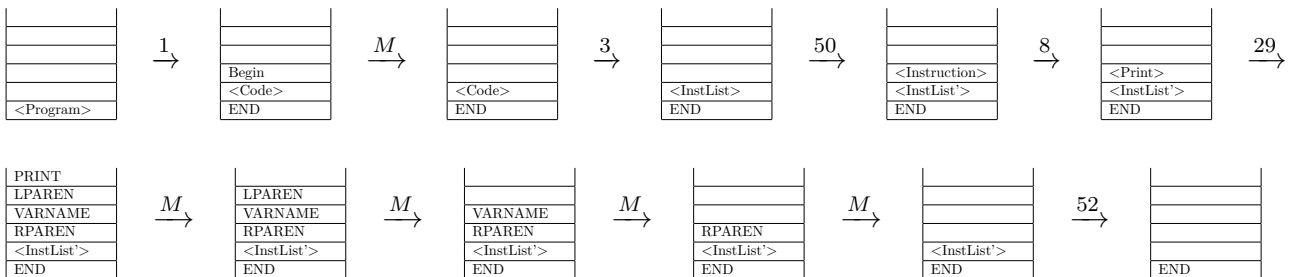 1 M 3 50 8 29
Begin <Instruction> <Print>
<Code> <Code> <InstList> <InstList'> <InstList'>
<Program> END END END END END
PRINT
LPAREN M LPAREN M M M 52
VARNAME VARNAME VARNAME
RPAREN RPAREN RPAREN RPAREN
<InstList'> <InstList'> <InstList'> <InstList'> <InstList'>
END END END END END END